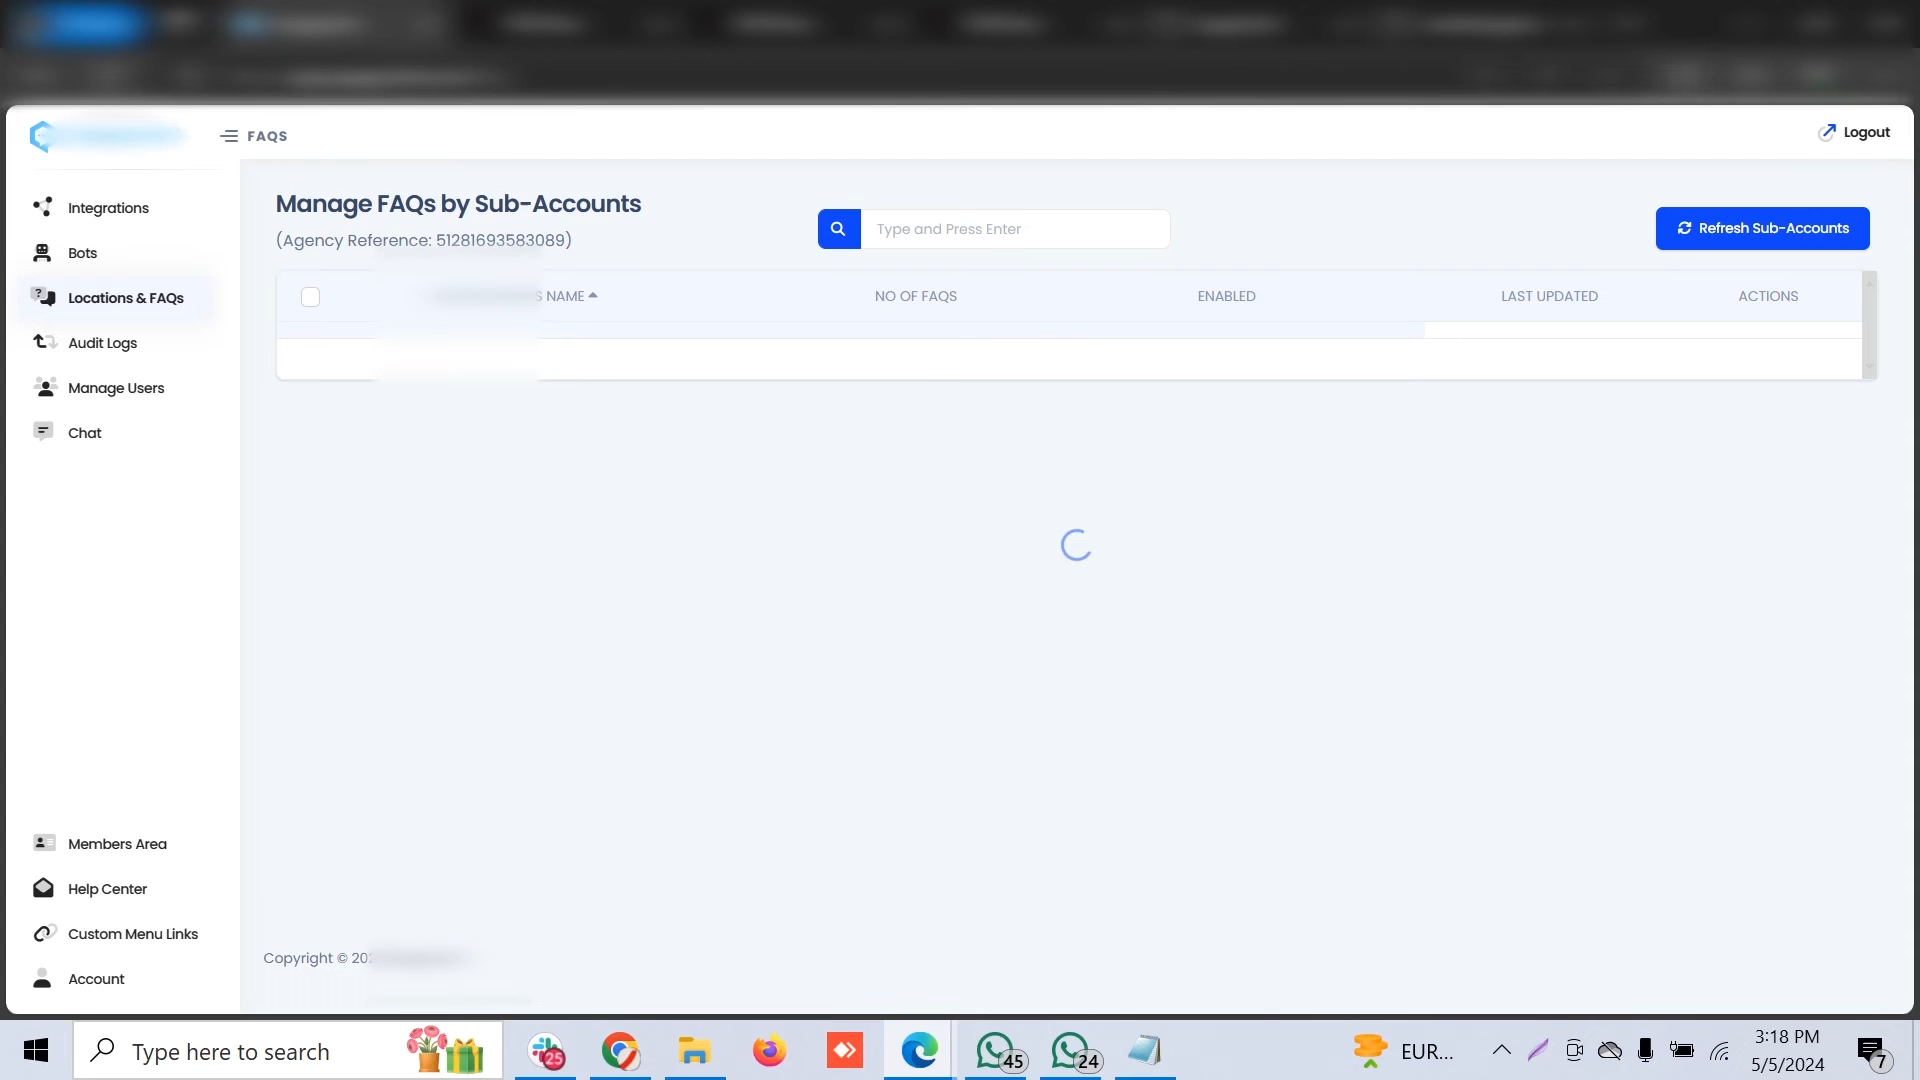 FAQS
Logout
Integrations
Bots
Locations & FAQs
Audit Logs
Manage Users
Chat
Members Area
Help Center
Custom Menu Links
Account
Manage FAQs by Sub-Accounts
(Agency Reference: 51281693583089)
Type and Press Enter
Refresh Sub-Accounts
NAME NO OF FAQS ENABLED LAST UPDATED ACTIONS
Copyright ©
Type here to search
25
45
24
EUR...
3:18 PM
5/5/2024
7